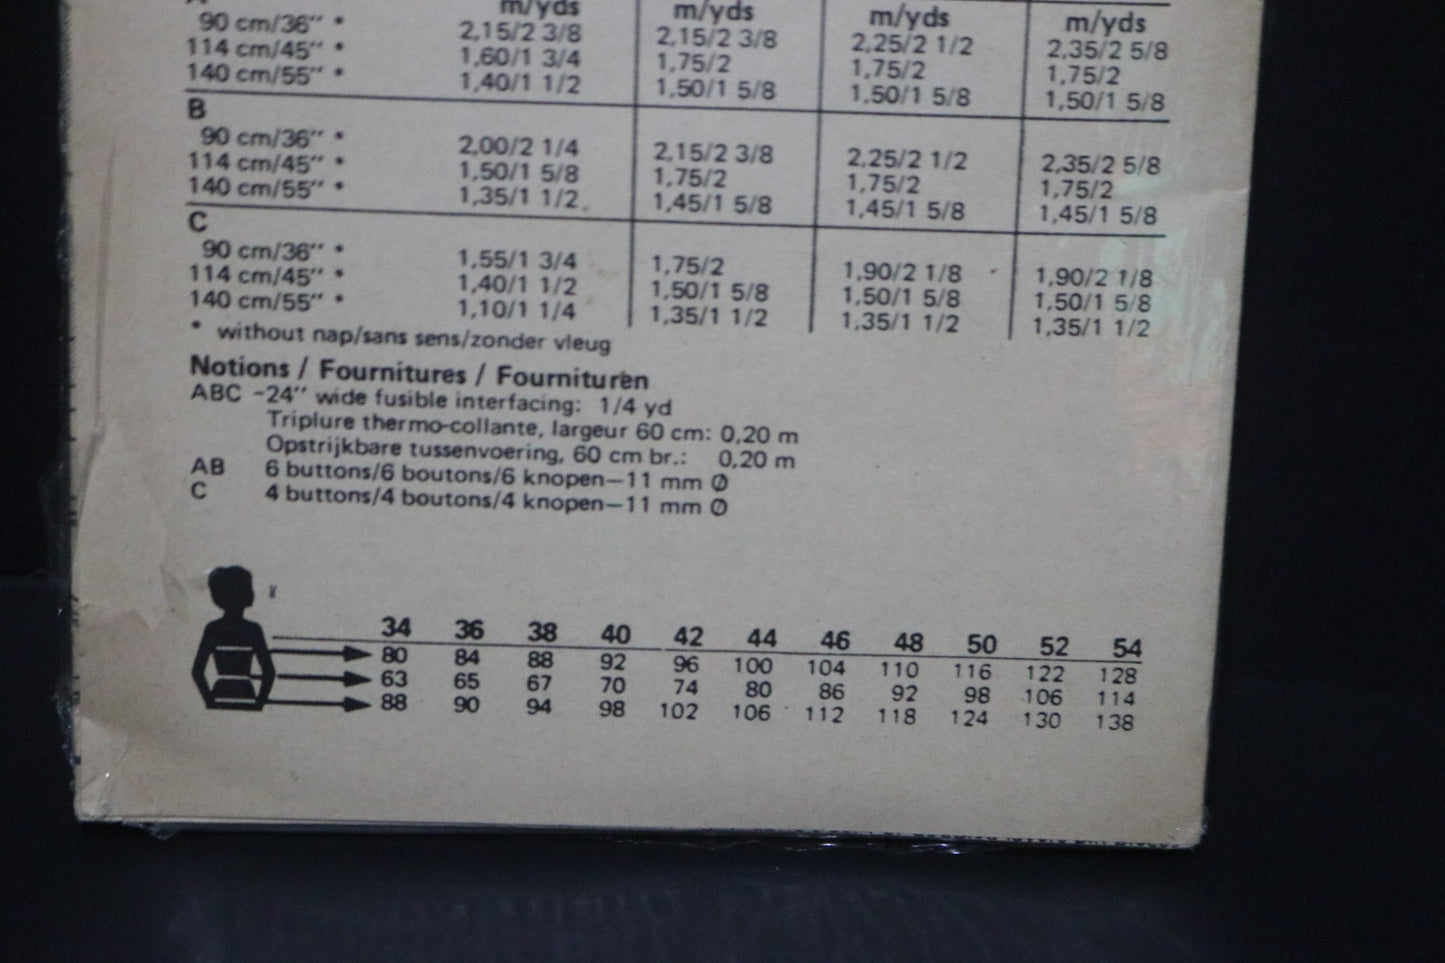 A
m/yds m/yds m/yds m/yds
90 cm/36" * 2,15/2 3/8 2,15/2 3/8 2,25/2 1/2 2,35/2 5/8
114 cm/45" * 1,60/1 3/4 1,75/2 1,75/2 1,75/2
140 cm/55" * 1,40/1 1/2 1,50/1 5/8 1,50/1 5/8 1,50/1 5/8
B
90 cm/36" * 2,00/2 1/4 2,15/2 3/8 2,25/2 1/2 2,35/2 5/8
114 cm/45" * 1,50/1 5/8 1,75/2 1,75/2 1,75/2
140 cm/55" * 1,35/1 1/2 1,45/1 5/8 1,45/1 5/8 1,45/1 5/8
C
90 cm/36" * 1,55/1 3/4 1,75/2 1,90/2 1/8 1,90/2 1/8
114 cm/45" * 1,40/1 1/2 1,50/1 5/8 1,50/1 5/8 1,50/1 5/8
140 cm/55" * 1,10/1 1/4 1,35/1 1/2 1,35/1 1/2 1,35/1 1/2
* without nap/sans sens/zonder vleug
Notions / Fournitures / Fournituren
ABC -24" wide fusible interfacing: 1/4 yd
Triplure thermo-collante, largeur 60 cm: 0,20 m
Opstrijkbare tussenvoering, 60 cm br.: 0,20 m
AB 6 buttons/6 boutons/6 knopen—11 mm Ø
C 4 buttons/4 boutons/4 knopen—11 mm Ø
34 36 38 40 42 44 46 48 50 52 54
80 84 88 92 96 100 104 110 116 122 128
63 65 67 70 74 80 86 92 98 106 114
88 90 94 98 102 106 112 118 124 130 138